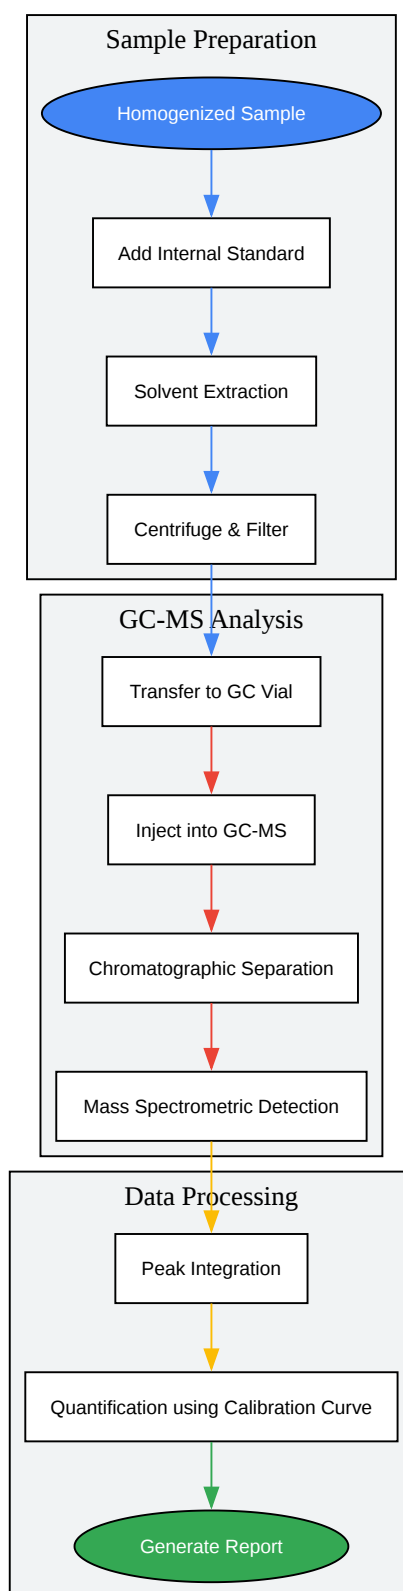 Sample Preparation
Homogenized Sample
Add Internal Standard
Solvent Extraction
Centrifuge & Filter
GC-MS Analysis
Transfer to GC Vial
Inject into GC-MS
Chromatographic Separation
Mass Spectrometric Detection
Data Processing
Peak Integration
Quantification using Calibration Curve
Generate Report